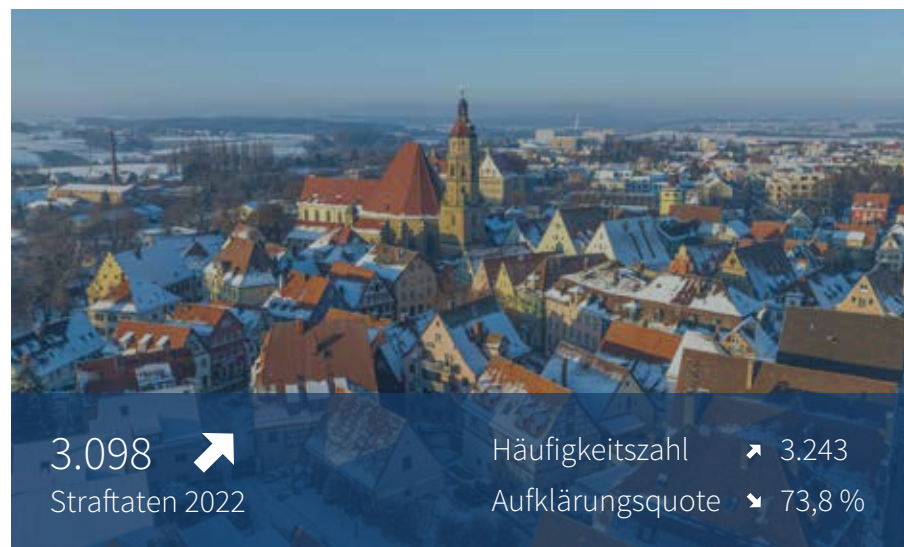 3.098
Straftaten 2022
Häufigkeitszahl 3.243
Aufklärungsquote 73,8 %